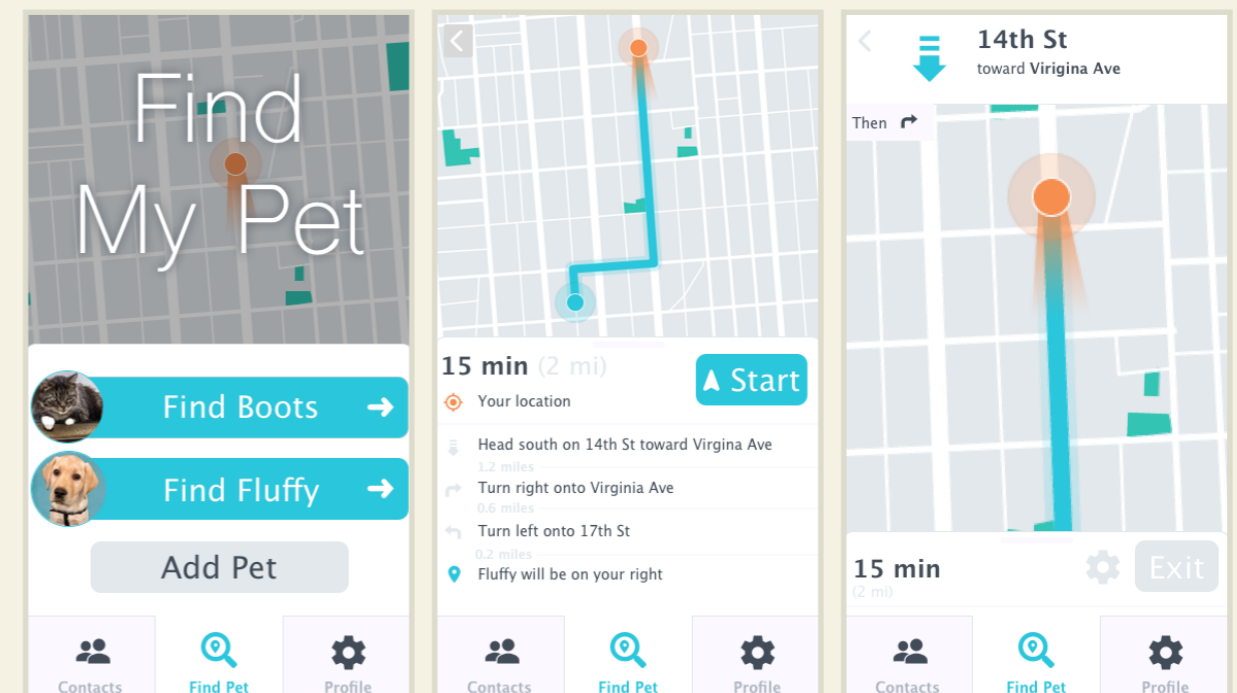 Find
My Pet
Find Boots
Find Fluffy
Add Pet
Contacts
Find Pet
Profile
15 min (2 mi)
Start
Your location
Head south on 14th St toward Virgina Ave
1.2 miles
Turn right onto Virginia Ave
0.6 miles
Turn left onto 17th St
0.2 miles
Fluffy will be on your right
Contacts
Find Pet
Profile
14th St
toward Virigina Ave
Then
15 min
(2 mi)
Exit
Contacts
Find Pet
Profile